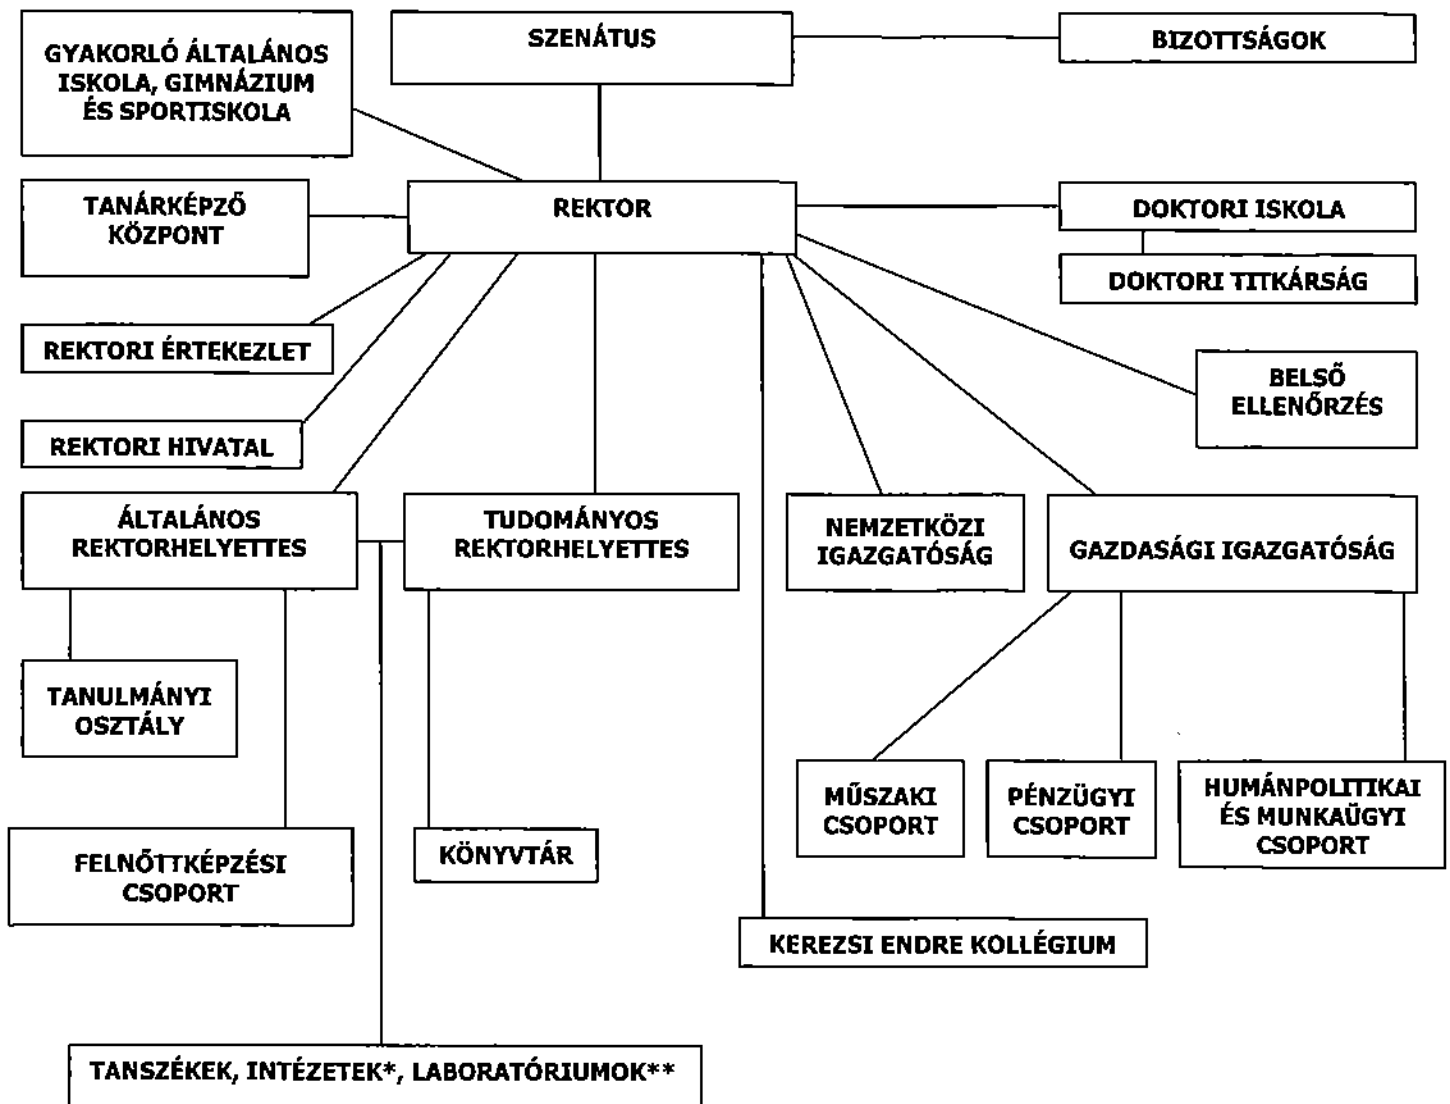 GYAKORLÓ ÁLTALÁNOS
ISKOLA, GIMNÁZIUM
ÉS SPORTISKOLA
SZENÁTUS
BIZOTTSÁGOK
TANÁRKÉPZŐ
KÖZPONT
REKTOR
DOKTORI ISKOLA
DOKTORI TITKÁRSÁG
REKTORI ÉRTEKEZLET
BELSŐ
ELLENŐRZÉS
REKTORI HIVATAL
ÁLTALÁNOS
REKTORHELYETTES
TUDOMÁNYOS
REKTORHELYETTES
NEMZETKÖZI
IGAZGATÓSÁG
GAZDASÁGI IGAZGATÓSÁG
TANULMÁNYI
OSZTÁLY
MŰSZAKI
CSOPORT
PÉNZÜGYI
CSOPORT
HUMÁNPOLITIKAI
ÉS MUNKAÜGYI
CSOPORT
FELNŐTTKÉPZÉSI
CSOPORT
KÖNYVTÁR
KEREZSI ENDRE KOLLÉGIUM
TANSZÉKEK, INTÉZETEK*, LABORATÓRIUMOK**